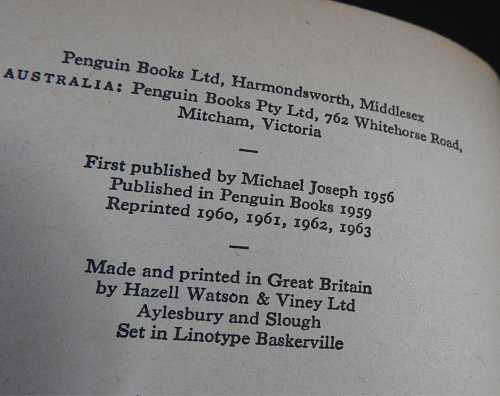 Penguin Books Ltd, Harmondsworth, Middlesex
AUSTRALIA: Penguin Books Pty Ltd, 762 Whitehorse Road,
Mitcham, Victoria
—
First published by Michael Joseph 1956
Published in Penguin Books 1959
Reprinted 1960, 1961, 1962, 1963
—
Made and printed in Great Britain
by Hazell Watson & Viney Ltd
Aylesbury and Slough
Set in Linotype Baskerville